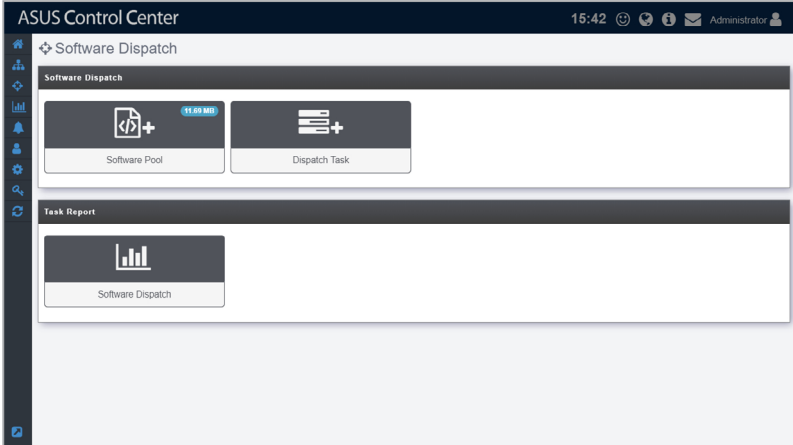 ASUS Control Center
15:42
Administrator
Software Dispatch
Software Dispatch
11.69 MB
Software Pool
Dispatch Task
Task Report
Software Dispatch